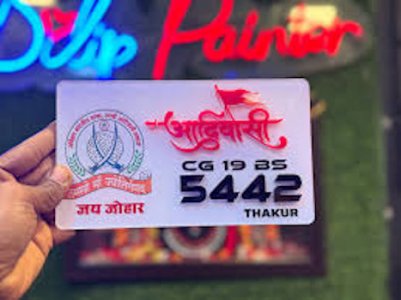 Dilip Painter
आदिवासी
CG 19 BS
5442
THAKUR
जय जोहार